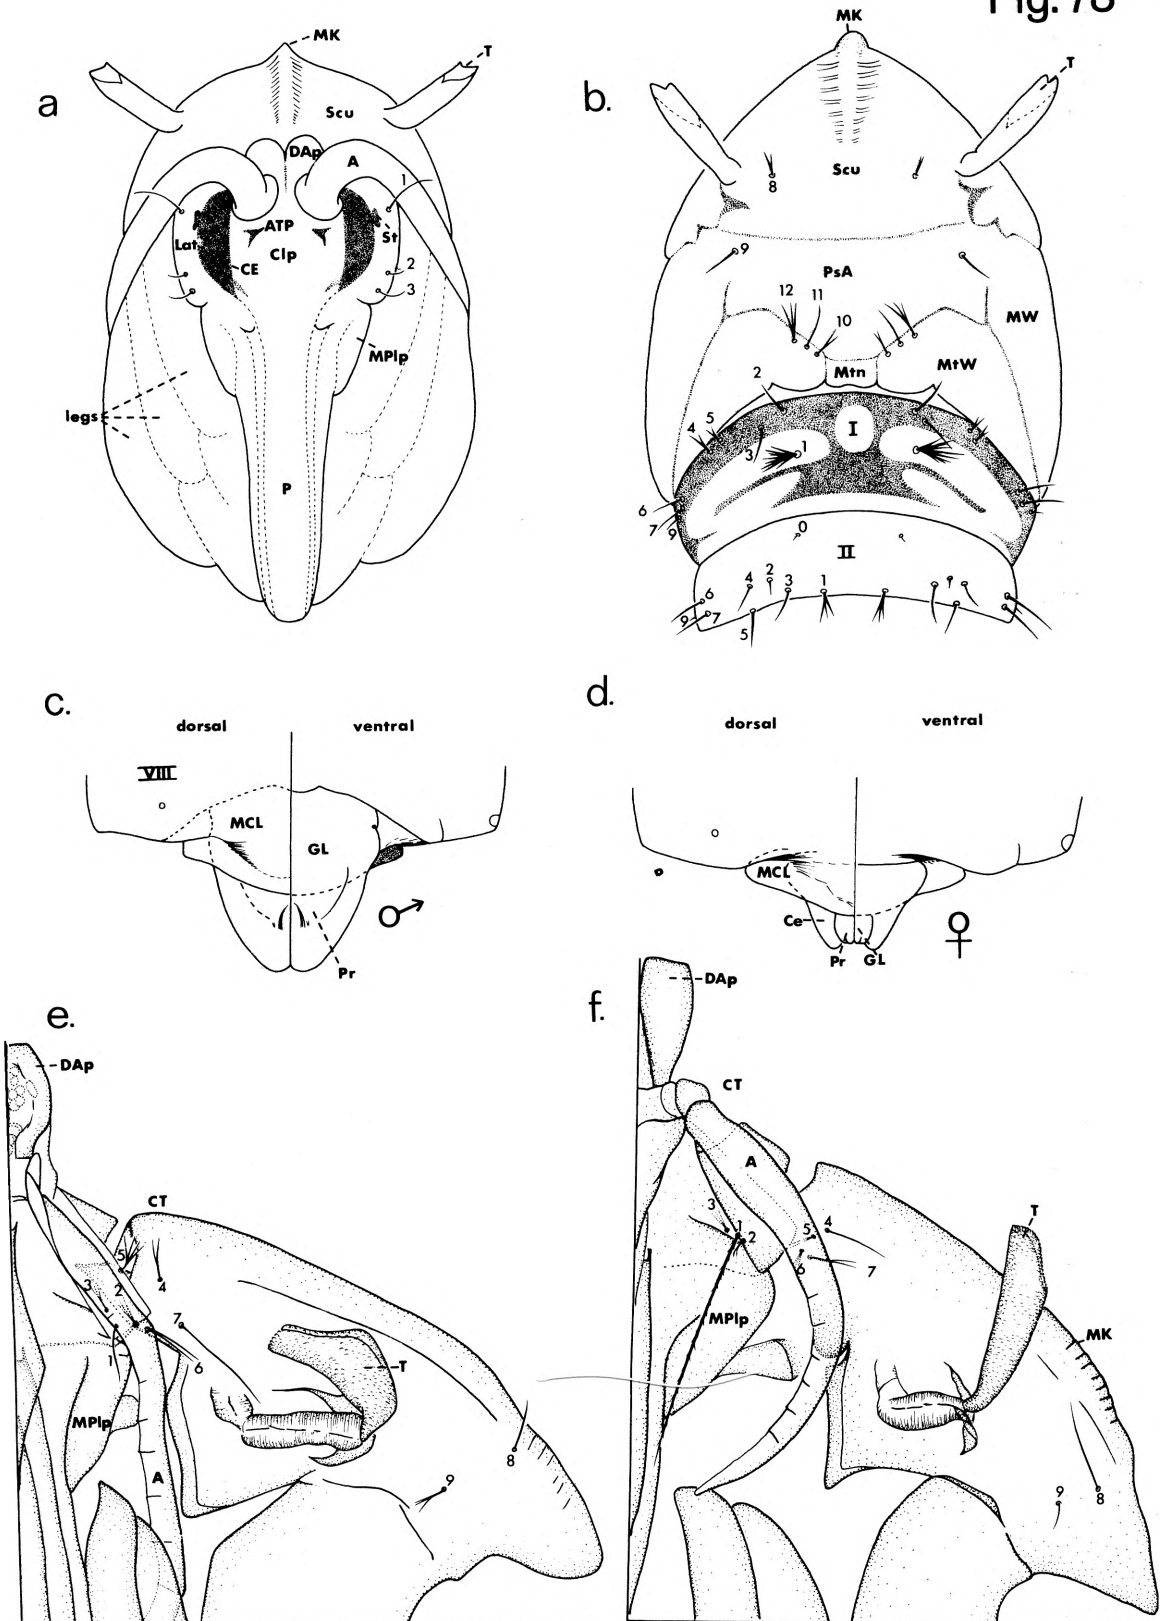 Fig. 78
a
MK
T
Scu
DAp
A
1
ATP
Lat
St
Clp
CE
2
3
MPlp
legs
P
b.
MK
T
8
Scu
9
PsA
12
11
10
MW
Mtn
MtW
2
4
5
3
1
I
6
7
9
0
II
6
4
2
3
1
9
7
5
c.
dorsal
ventral
VIII
MCL
GL
♂
Pr
d.
dorsal
ventral
MCL
Ce
♀
Pr
GL
e.
DAp
CT
5
3
2
4
7
1
6
T
MPlp
A
8
9
f.
DAp
CT
A
3
1
2
5
4
6
7
T
MPlp
MK
9
8